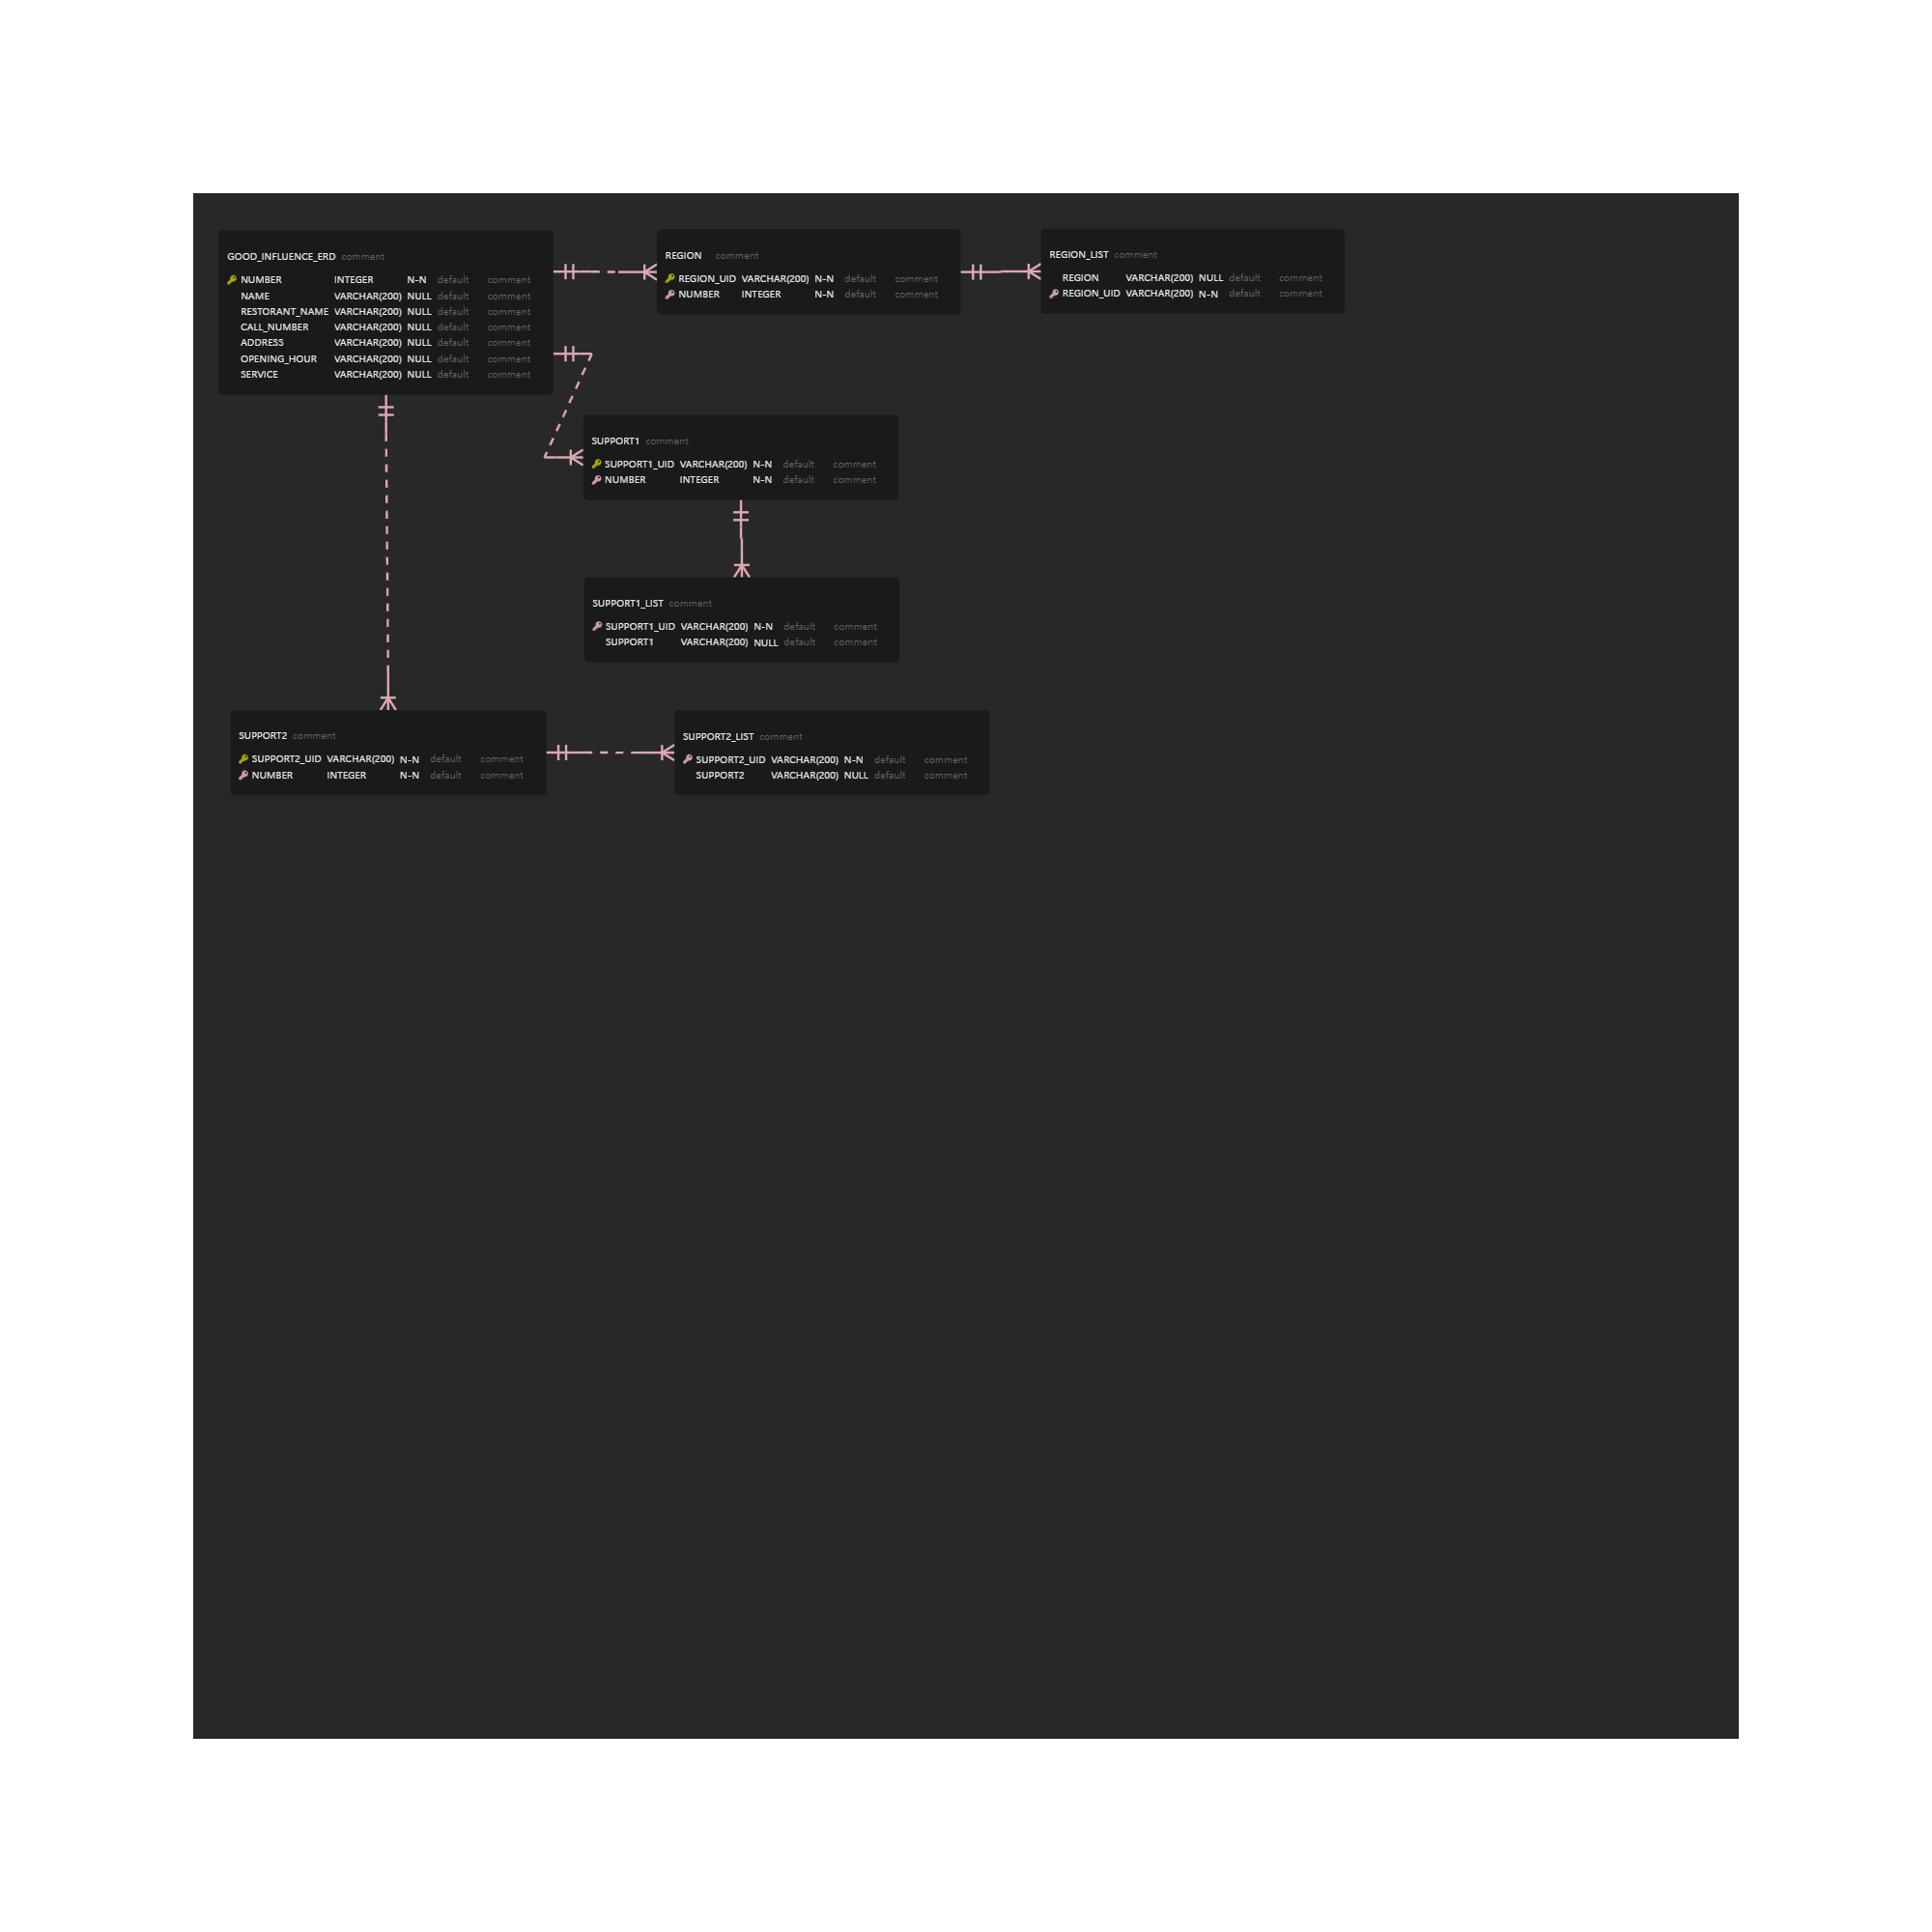 GOOD_INFLUENCE_ERD comment
NUMBER INTEGER N-N default comment
NAME VARCHAR(200) NULL default comment
RESTORANT_NAME VARCHAR(200) NULL default comment
CALL_NUMBER VARCHAR(200) NULL default comment
ADDRESS VARCHAR(200) NULL default comment
OPENING_HOUR VARCHAR(200) NULL default comment
SERVICE VARCHAR(200) NULL default comment
REGION comment
REGION_UID VARCHAR(200) N-N default comment
NUMBER INTEGER N-N default comment
REGION_LIST comment
REGION VARCHAR(200) NULL default comment
REGION_UID VARCHAR(200) N-N default comment
SUPPORT1 comment
SUPPORT1_UID VARCHAR(200) N-N default comment
NUMBER INTEGER N-N default comment
SUPPORT1_LIST comment
SUPPORT1_UID VARCHAR(200) N-N default comment
SUPPORT1 VARCHAR(200) NULL default comment
SUPPORT2 comment
SUPPORT2_UID VARCHAR(200) N-N default comment
NUMBER INTEGER N-N default comment
SUPPORT2_LIST comment
SUPPORT2_UID VARCHAR(200) N-N default comment
SUPPORT2 VARCHAR(200) NULL default comment